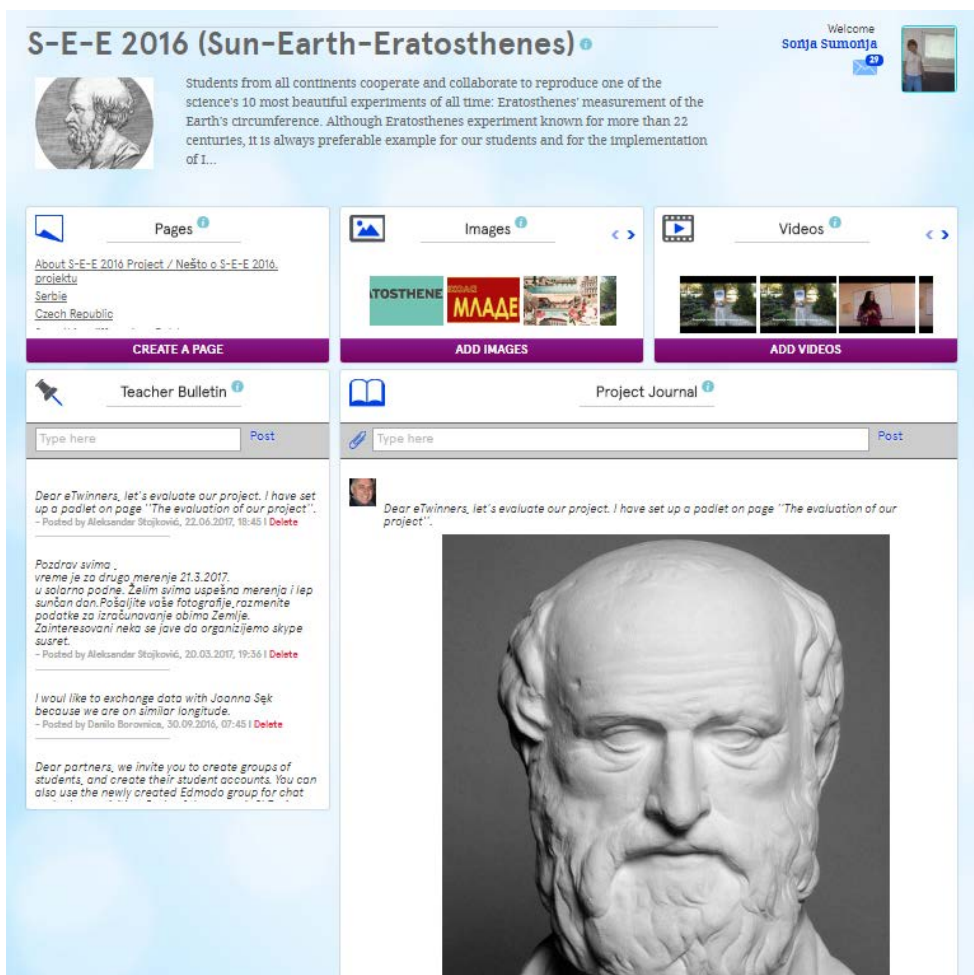 S-E-E 2016 (Sun-Earth-Eratosthenes)
Welcome
Sonja Sumonja
29
Students from all continents cooperate and collaborate to reproduce one of the
science's 10 most beautiful experiments of all time: Eratosthenes' measurement of the
Earth's circumference. Although Eratosthenes experiment known for more than 22
centuries, it is always preferable example for our students and for the implementation
of I...
Pages
About S-E-E 2016 Project / Nešto o S-E-E 2016.
projektu
Serbie
Czech Republic
CREATE A PAGE
Images
ATOSTHENE
МЛАДЕ
ADD IMAGES
Videos
ADD VIDEOS
Teacher Bulletin
Type here
Post
Dear eTwinners, let's evaluate our project. I have set
up a padlet on page ''The evaluation of our project''.
- Posted by Aleksandar Stojković, 22.06.2017, 18:45 | Delete
Pozdrav svima ,
vreme je za drugo merenje 21.3.2017.
u solarno podne. Želim svima uspešna merenja i lep
sunčan dan.Pošaljite vaše fotografije,razmenite
podatke za izračunavanje obima Zemlje.
Zainteresovani neka se jave da organizijemo skype
susret.
- Posted by Aleksandar Stojković, 20.03.2017, 19:36 | Delete
I woul like to exchange data with Joanna Sęk
because we are on similar longitude.
- Posted by Danilo Borovnica, 30.09.2016, 07:45 | Delete
Dear partners, we invite you to create groups of
students, and create their student accounts. You can
also use the newly created Edmodo group for chat
Project Journal
Type here
Post
Dear eTwinners, let's evaluate our project. I have set up a padlet on page ''The evaluation of our
project''.